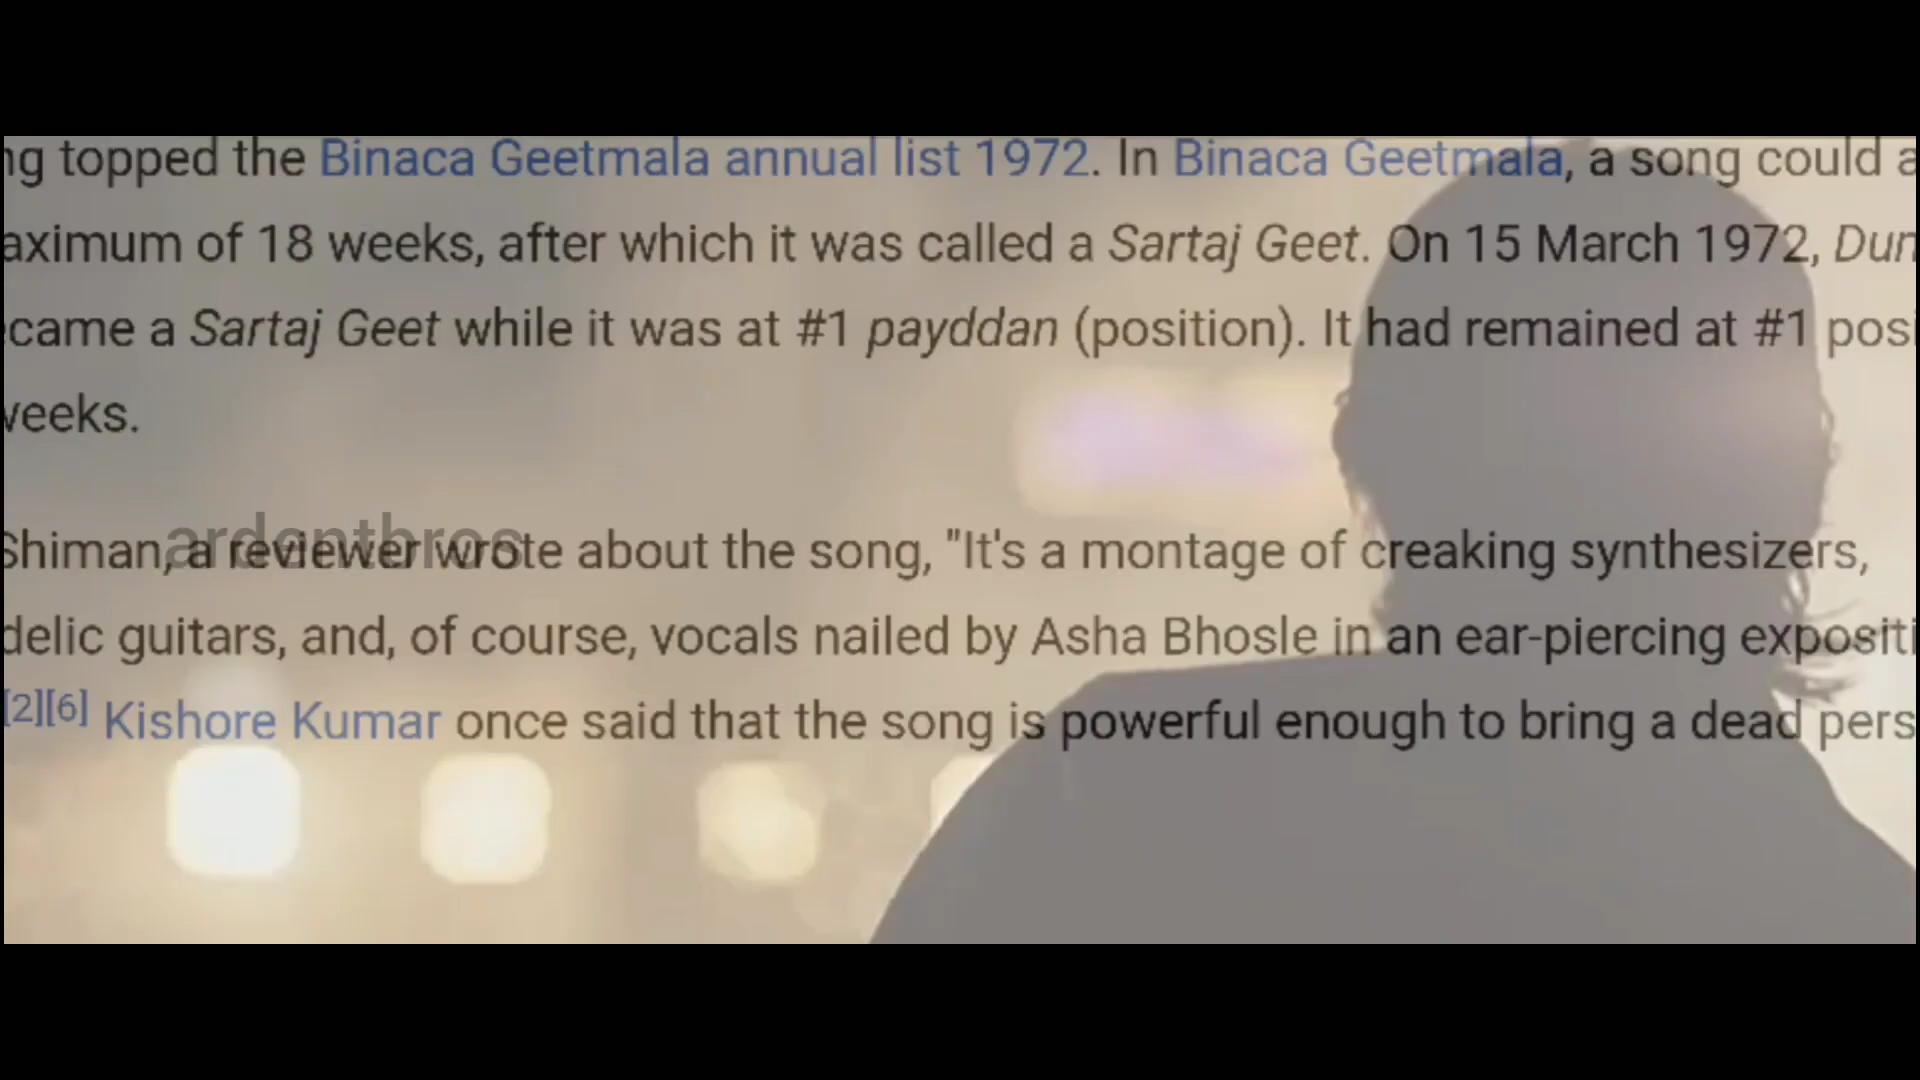 ng topped the Binaca Geetmala annual list 1972. In Binaca Geetmala, a song could a
aximum of 18 weeks, after which it was called a Sartaj Geet. On 15 March 1972, Dum
came a Sartaj Geet while it was at #1 payddan (position). It had remained at #1 posi
weeks.
Shiman, a reviewer wrote about the song, "It's a montage of creaking synthesizers,
ardentbros
delic guitars, and, of course, vocals nailed by Asha Bhosle in an ear-piercing expositi
[2][6] Kishore Kumar once said that the song is powerful enough to bring a dead pers